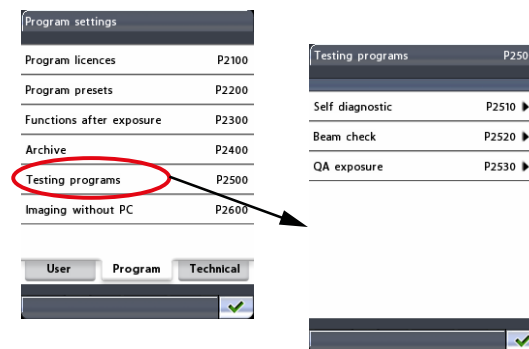 Program settings
Program licences P2100
Program presets P2200
Functions after exposure P2300
Archive P2400
Testing programs P2500
Imaging without PC P2600
User Program Technical
Testing programs P250
Self diagnostic P2510
Beam check P2520
QA exposure P2530